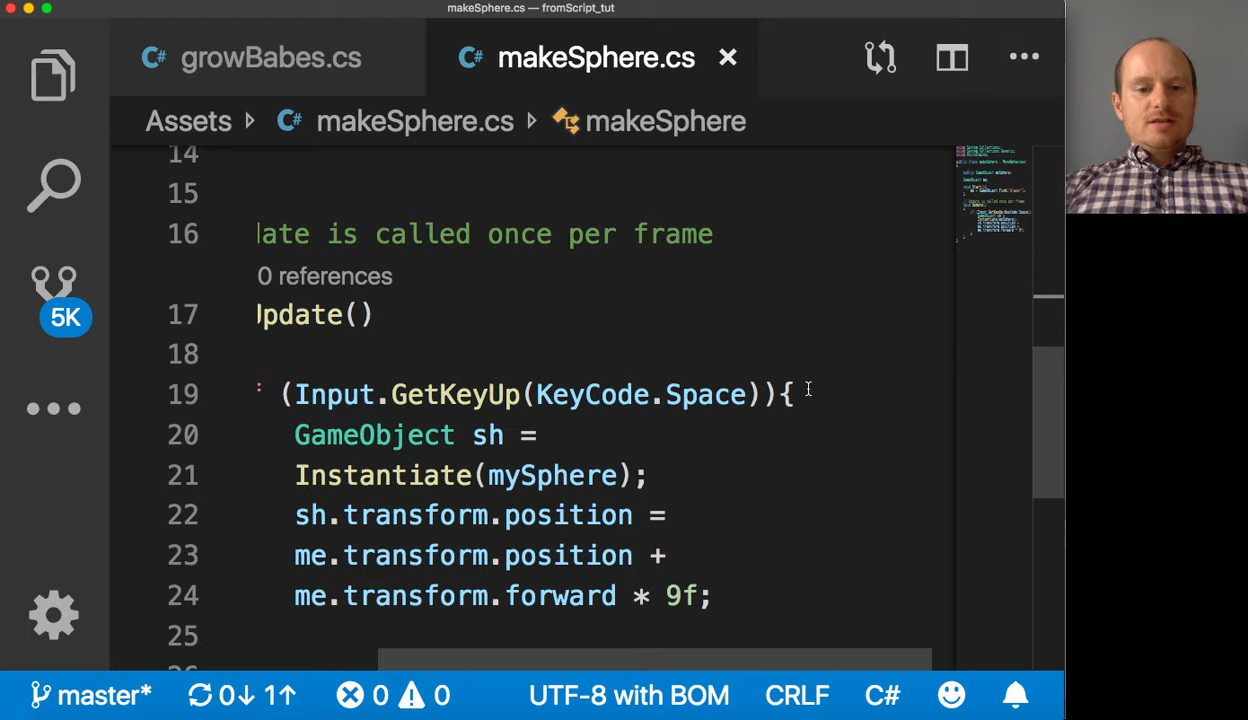 makeSphere.cs — fromScript_tut
growBabes.cs
makeSphere.cs
Assets
makeSphere.cs
makeSphere
14
15
16 date is called once per frame
0 references
17 Update()
18
19 (Input.GetKeyUp(KeyCode.Space)){
20 GameObject sh =
21 Instantiate(mySphere);
22 sh.transform.position =
23 me.transform.position +
24 me.transform.forward * 9f;
25
5K
master*
0↓ 1↑
0
0
UTF-8 with BOM
CRLF
C#